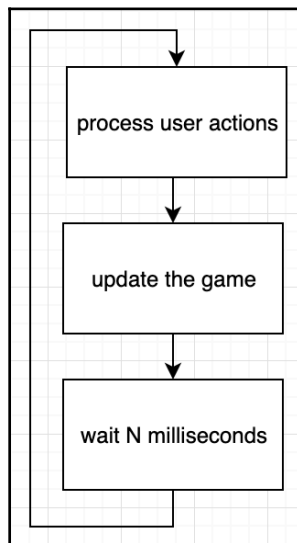 process user actions
update the game
wait N milliseconds